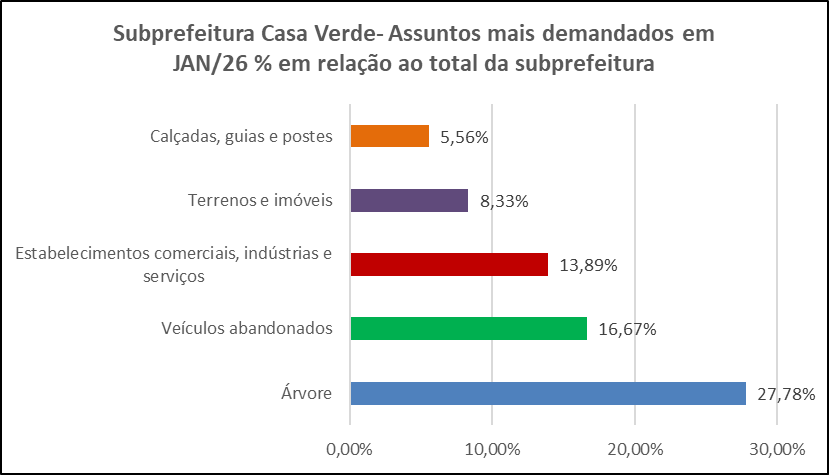 Subprefeitura Casa Verde- Assuntos mais demandados em
JAN/26 % em relação ao total da subprefeitura
Calçadas, guias e postes
5,56%
Terrenos e imóveis
8,33%
Estabelecimentos comerciais, indústrias e
serviços
13,89%
Veículos abandonados
16,67%
Árvore
27,78%
0,00%
10,00%
20,00%
30,00%